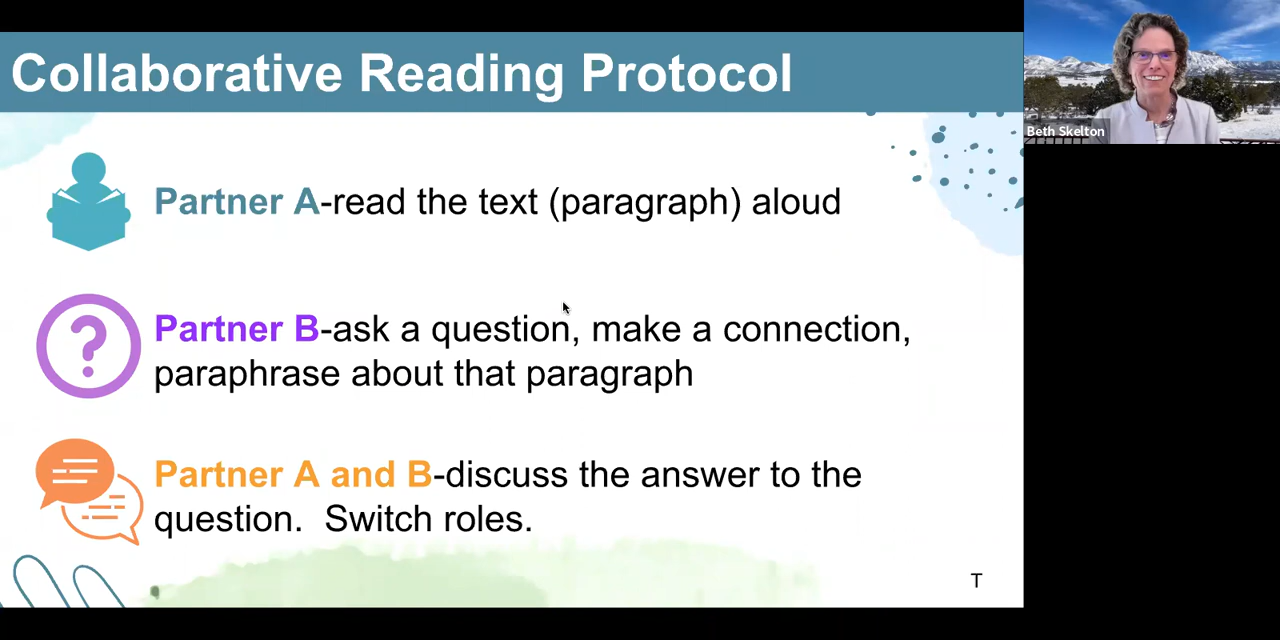 Collaborative Reading Protocol
Beth Skelton
Partner A-read the text (paragraph) aloud
Partner B-ask a question, make a connection,
paraphrase about that paragraph
Partner A and B-discuss the answer to the
question.  Switch roles.
T